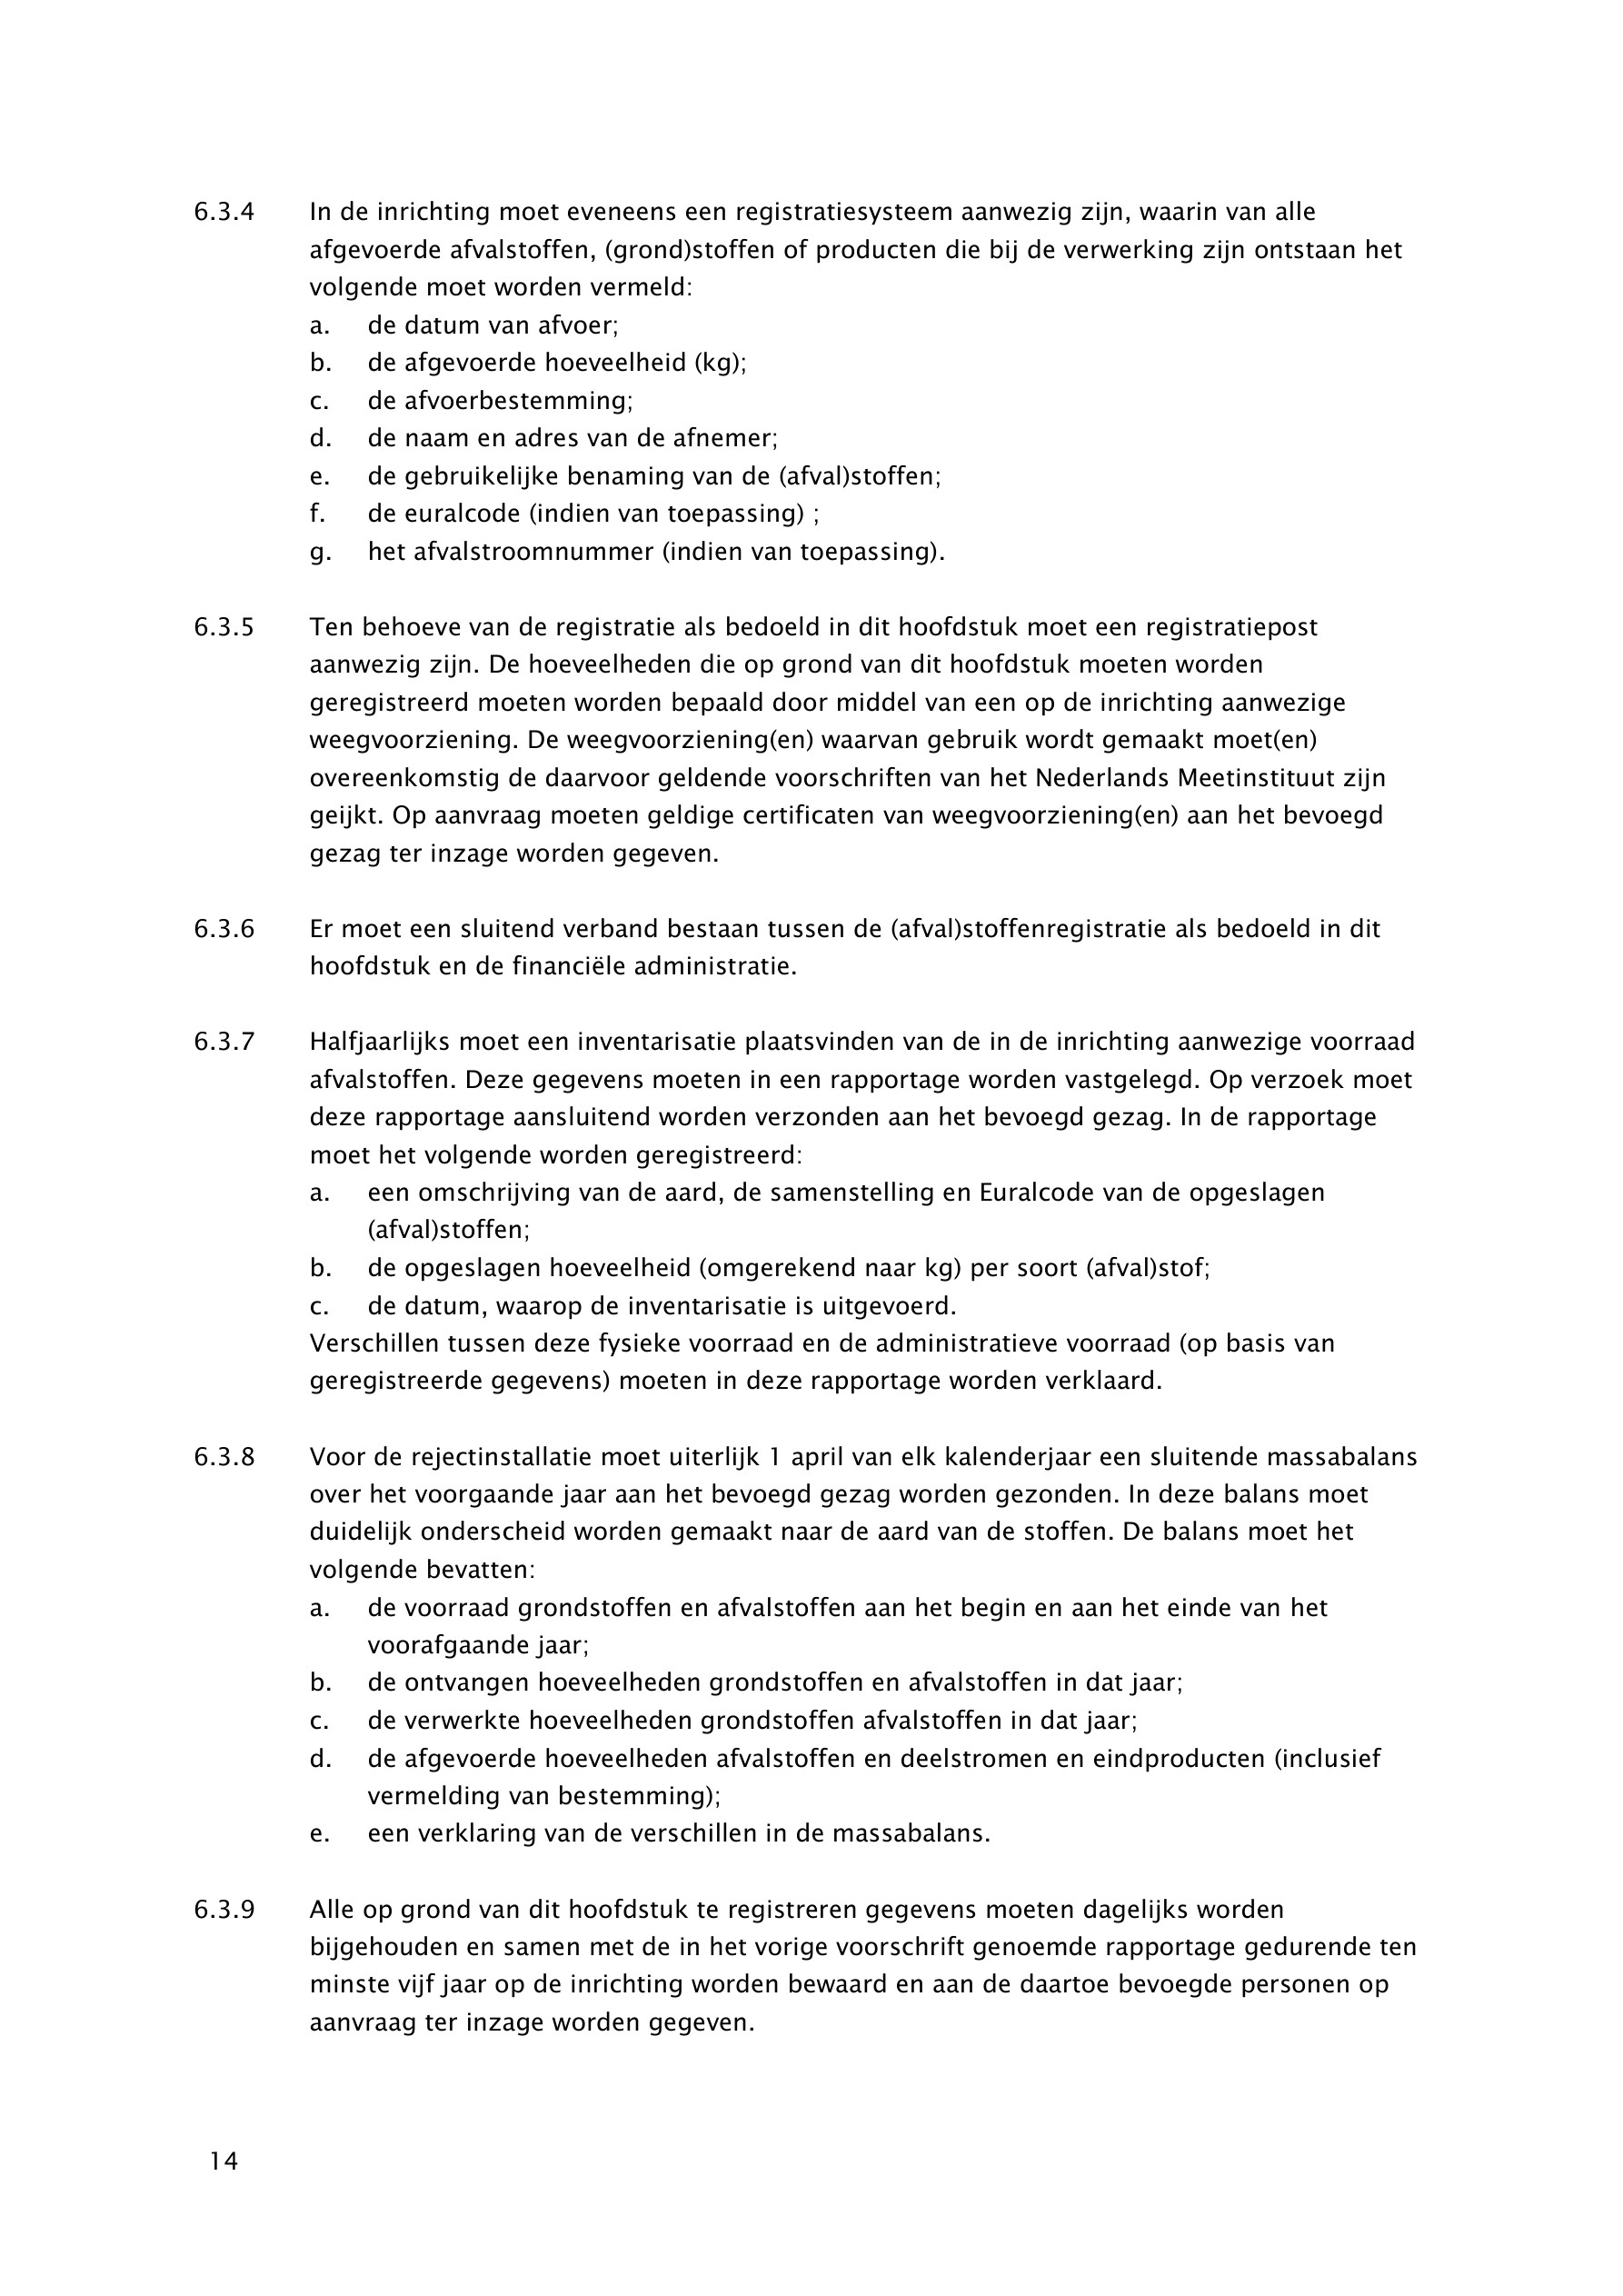 6.3.4 In de inrichting moet eveneens een registratiesysteem aanwezig zijn, waarin van alle
afgevoerde afvalstoffen, (grond)stoffen of producten die bij de verwerking zijn ontstaan het
volgende moet worden vermeld:
a. de datum van afvoer;
b. de afgevoerde hoeveelheid (kg);
c. de afvoerbestemming;
d. de naam en adres van de afnemer;
e. de gebruikelijke benaming van de (afval)stoffen;
f. de euralcode (indien van toepassing) ;
g. het afvalstroomnummer (indien van toepassing).
6.3.5 Ten behoeve van de registratie als bedoeld in dit hoofdstuk moet een registratiepost
aanwezig zijn. De hoeveelheden die op grond van dit hoofdstuk moeten worden
geregistreerd moeten worden bepaald door middel van een op de inrichting aanwezige
weegvoorziening. De weegvoorziening(en) waarvan gebruik wordt gemaakt moet(en)
overeenkomstig de daarvoor geldende voorschriften van het Nederlands Meetinstituut zijn
geijkt. Op aanvraag moeten geldige certificaten van weegvoorziening(en) aan het bevoegd
gezag ter inzage worden gegeven.
6.3.6 Er moet een sluitend verband bestaan tussen de (afval)stoffenregistratie als bedoeld in dit
hoofdstuk en de financiële administratie.
6.3.7 Halfjaarlijks moet een inventarisatie plaatsvinden van de in de inrichting aanwezige voorraad
afvalstoffen. Deze gegevens moeten in een rapportage worden vastgelegd. Op verzoek moet
deze rapportage aansluitend worden verzonden aan het bevoegd gezag. In de rapportage
moet het volgende worden geregistreerd:
a. een omschrijving van de aard, de samenstelling en Euralcode van de opgeslagen
(afval)stoffen;
b. de opgeslagen hoeveelheid (omgerekend naar kg) per soort (afval)stof;
c. de datum, waarop de inventarisatie is uitgevoerd.
Verschillen tussen deze fysieke voorraad en de administratieve voorraad (op basis van
geregistreerde gegevens) moeten in deze rapportage worden verklaard.
6.3.8 Voor de rejectinstallatie moet uiterlijk 1 april van elk kalenderjaar een sluitende massabalans
over het voorgaande jaar aan het bevoegd gezag worden gezonden. In deze balans moet
duidelijk onderscheid worden gemaakt naar de aard van de stoffen. De balans moet het
volgende bevatten:
a. de voorraad grondstoffen en afvalstoffen aan het begin en aan het einde van het
voorafgaande jaar;
b. de ontvangen hoeveelheden grondstoffen en afvalstoffen in dat jaar;
c. de verwerkte hoeveelheden grondstoffen afvalstoffen in dat jaar;
d. de afgevoerde hoeveelheden afvalstoffen en deelstromen en eindproducten (inclusief
vermelding van bestemming);
e. een verklaring van de verschillen in de massabalans.
6.3.9 Alle op grond van dit hoofdstuk te registreren gegevens moeten dagelijks worden
bijgehouden en samen met de in het vorige voorschrift genoemde rapportage gedurende ten
minste vijf jaar op de inrichting worden bewaard en aan de daartoe bevoegde personen op
aanvraag ter inzage worden gegeven.
14